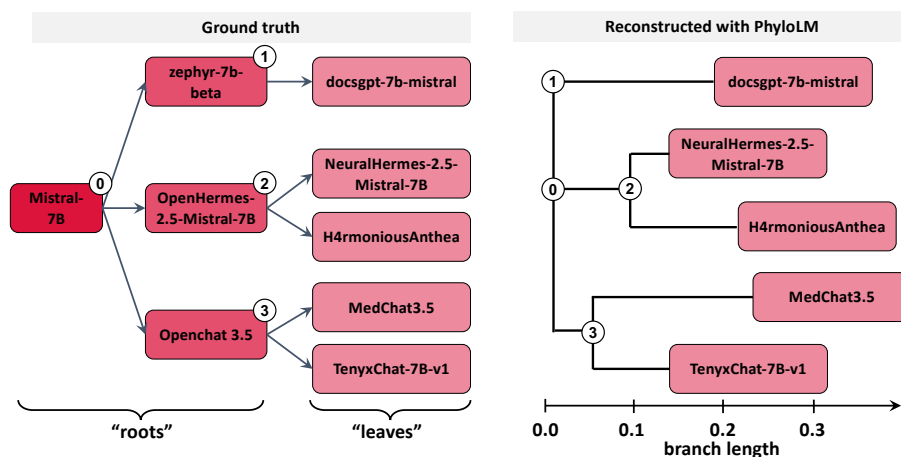 Ground truth
Reconstructed with PhyloLM
1
zephyr-7b-
beta
docsgpt-7b-mistral
0
Mistral-
7B
2
OpenHermes-
2.5-Mistral-7B
NeuralHermes-2.5-
Mistral-7B
H4rmoniousAnthea
3
Openchat 3.5
MedChat3.5
TenyxChat-7B-v1
"roots"
"leaves"
1
docsgpt-7b-mistral
NeuralHermes-2.5-
Mistral-7B
0
2
H4rmoniousAnthea
MedChat3.5
3
TenyxChat-7B-v1
0.0 0.1 0.2 0.3
branch length